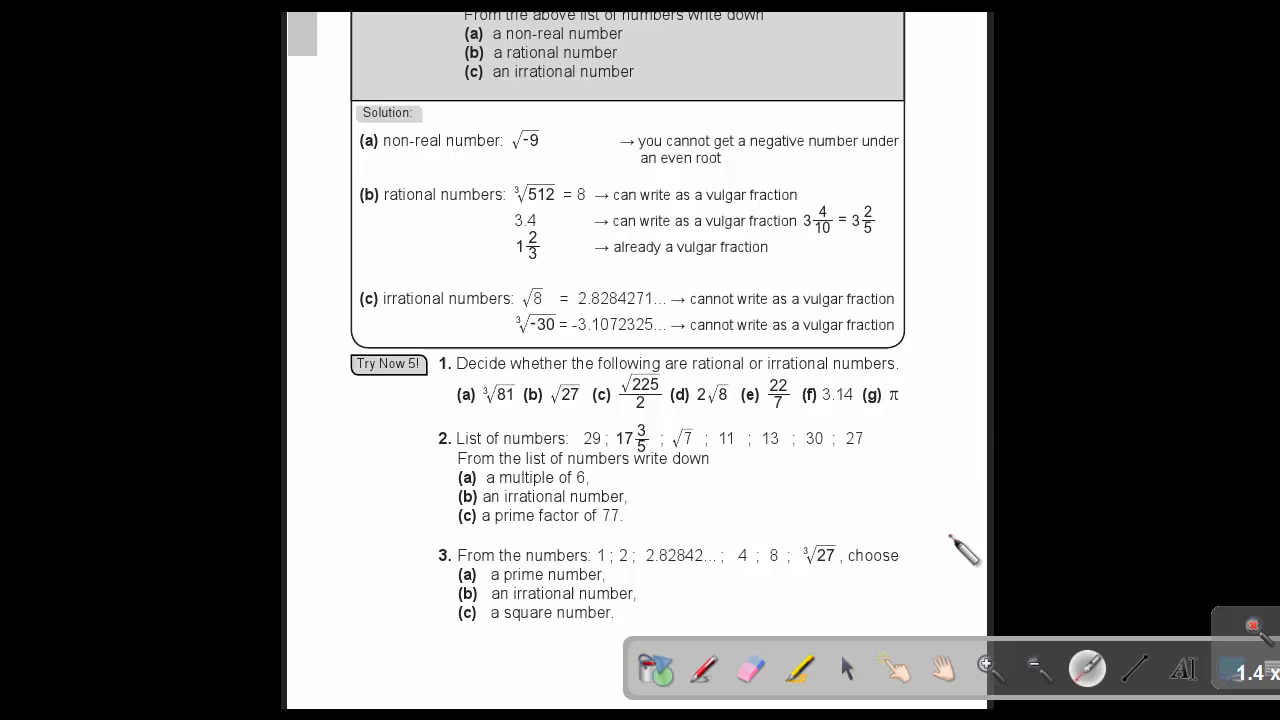 From the above list of numbers write down
(a) a non-real number
(b) a rational number
(c) an irrational number
Solution:
(a) non-real number: √-9 → you cannot get a negative number under
an even root
(b) rational numbers: ³√512 = 8 → can write as a vulgar fraction
3.4 → can write as a vulgar fraction 3 4/10 = 3 2/5
1 2/3 → already a vulgar fraction
(c) irrational numbers: √8 = 2.8284271... → cannot write as a vulgar fraction
³√-30 = -3.1072325... → cannot write as a vulgar fraction
Try Now 5! 1. Decide whether the following are rational or irrational numbers.
(a) ³√81 (b) √27 (c) √225/2 (d) 2√8 (e) 22/7 (f) 3.14 (g) π
2. List of numbers: 29 ; 17 3/5 ; √7 ; 11 ; 13 ; 30 ; 27
From the list of numbers write down
(a) a multiple of 6,
(b) an irrational number,
(c) a prime factor of 77.
3. From the numbers: 1 ; 2 ; 2.82842... ; 4 ; 8 ; ³√27 , choose
(a) a prime number,
(b) an irrational number,
(c) a square number.
AI
1.4 x